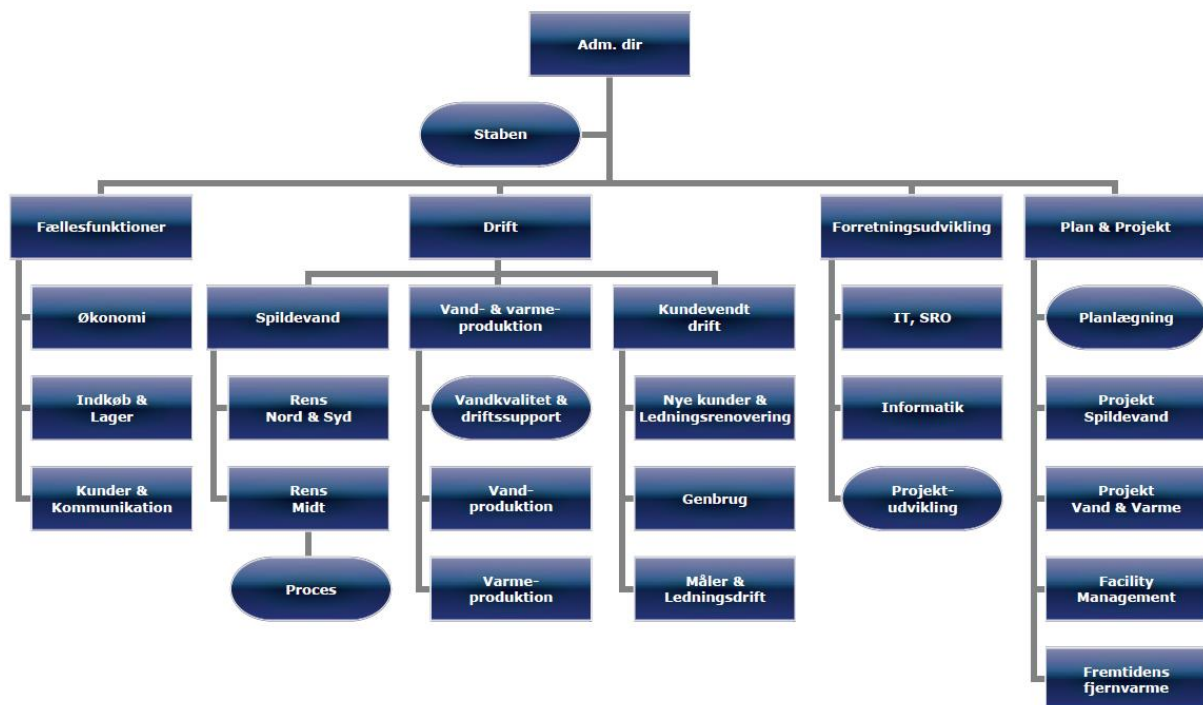 Adm. dir
Staben
Fællesfunktioner
Drift
Forretningsudvikling
Plan & Projekt
Økonomi
Indkøb &
Lager
Kunder &
Kommunikation
Spildevand
Rens
Nord & Syd
Rens
Midt
Proces
Vand- & varme-
produktion
Vandkvalitet &
driftssupport
Vand-
produktion
Varme-
produktion
Kundevendt
drift
Nye kunder &
Ledningsrenovering
Genbrug
Måler &
Ledningsdrift
IT, SRO
Informatik
Projekt-
udvikling
Planlægning
Projekt
Spildevand
Projekt
Vand & Varme
Facility
Management
Fremtidens
fjernvarme